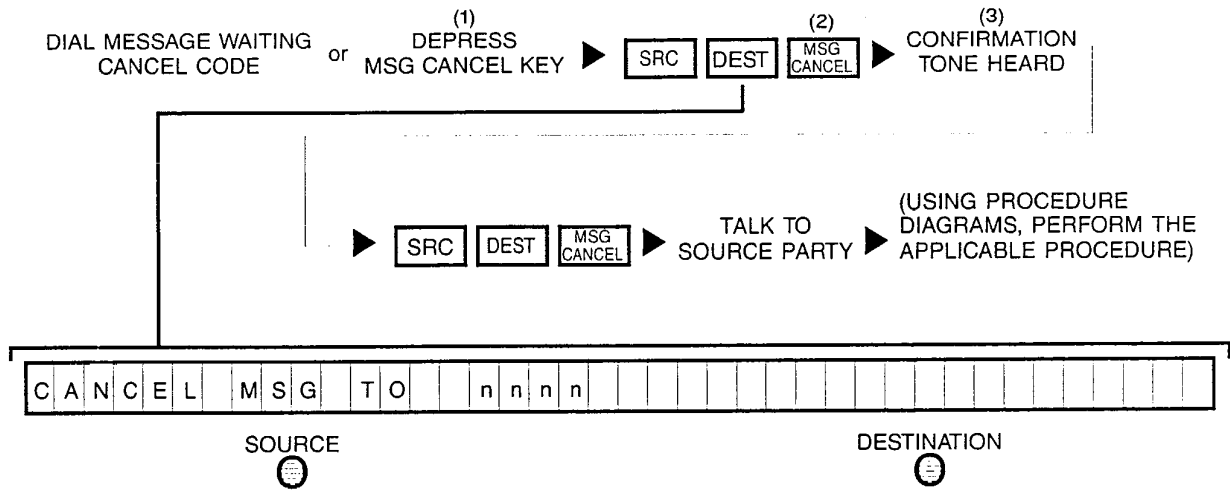 (1) (2) (3)
DIAL MESSAGE WAITING CANCEL CODE or DEPRESS MSG CANCEL KEY ▶ SRC DEST MSG CANCEL ▶ CONFIRMATION TONE HEARD
▶ SRC DEST MSG CANCEL ▶ TALK TO SOURCE PARTY ▶ (USING PROCEDURE DIAGRAMS, PERFORM THE APPLICABLE PROCEDURE)
CANCEL MSG TO nnnn
SOURCE DESTINATION